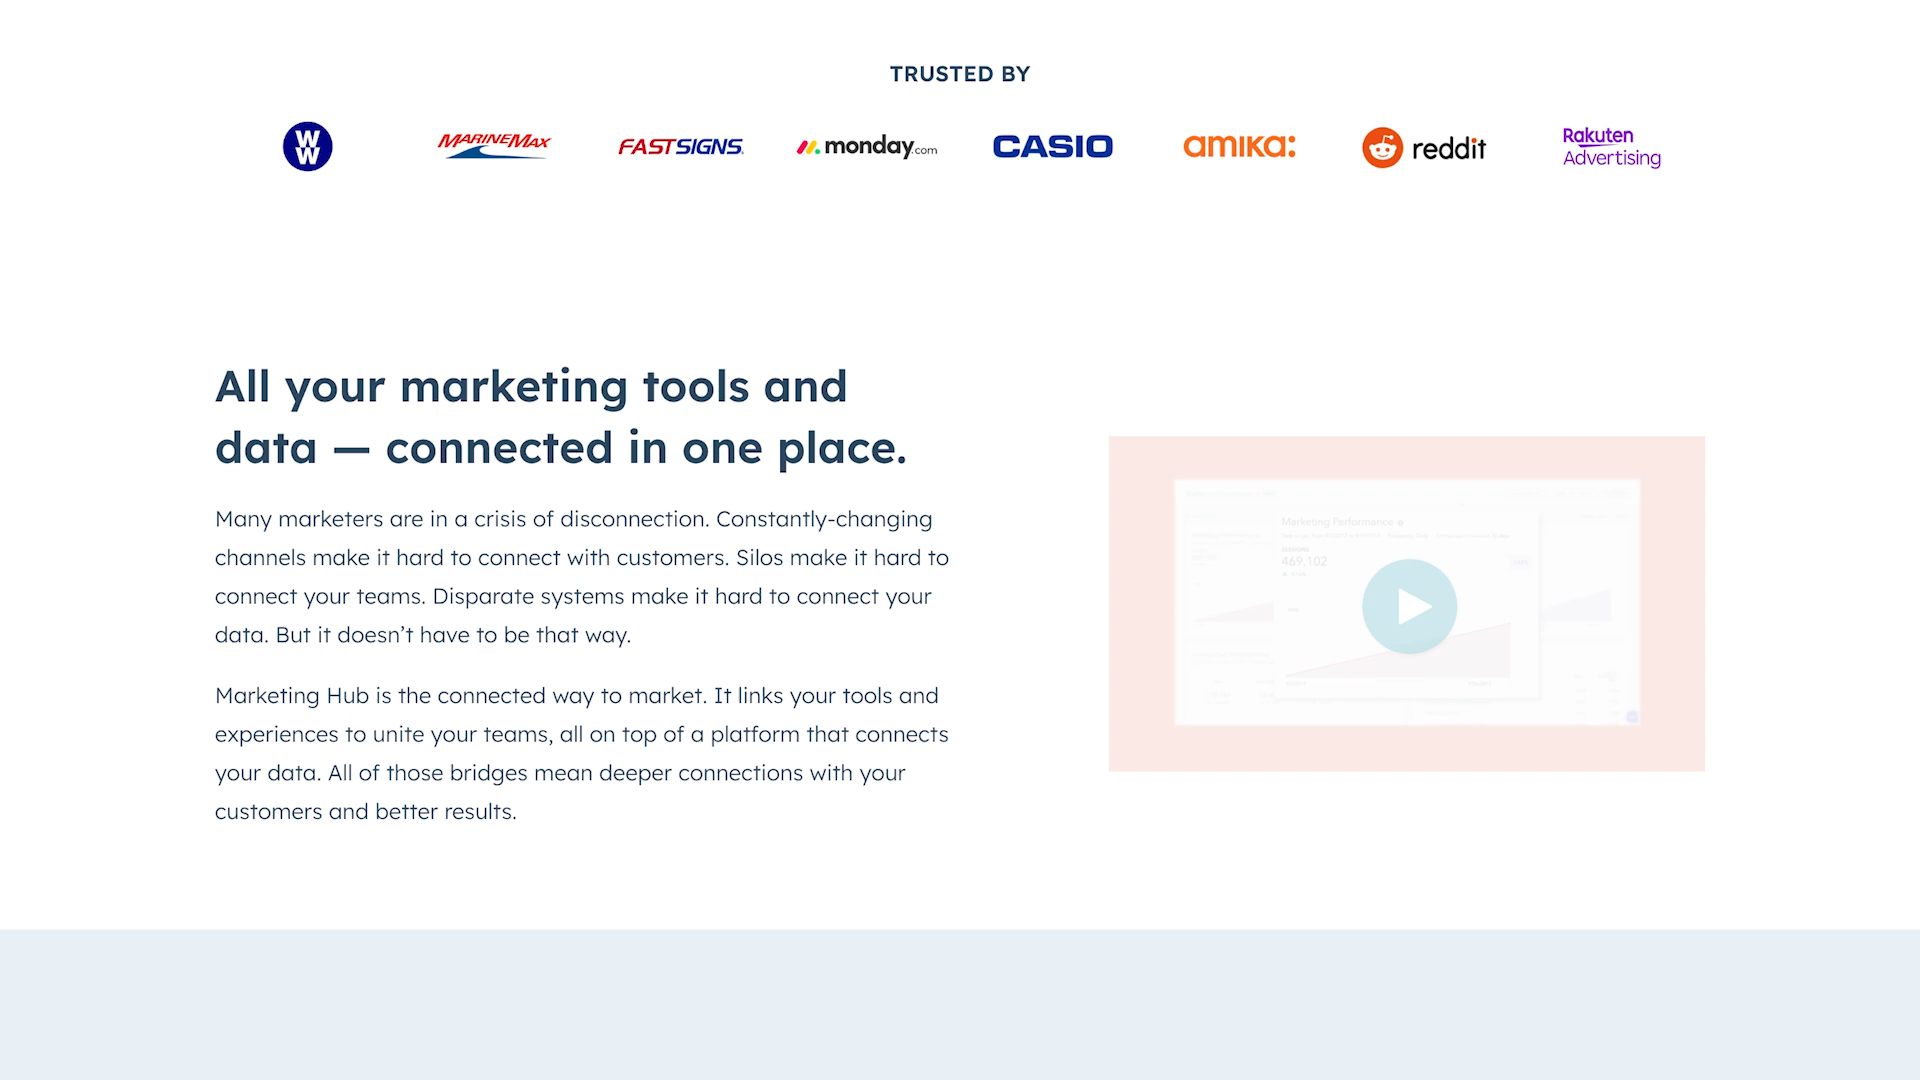 TRUSTED BY
WW
MARINEMAX
FASTSIGNS.
monday.com
CASIO
amika:
reddit
Rakuten
Advertising
All your marketing tools and
data — connected in one place.
Many marketers are in a crisis of disconnection. Constantly-changing
channels make it hard to connect with customers. Silos make it hard to
connect your teams. Disparate systems make it hard to connect your
data. But it doesn’t have to be that way.
Marketing Hub is the connected way to market. It links your tools and
experiences to unite your teams, all on top of a platform that connects
your data. All of those bridges mean deeper connections with your
customers and better results.
Marketing Performance
SESSIONS
469,102